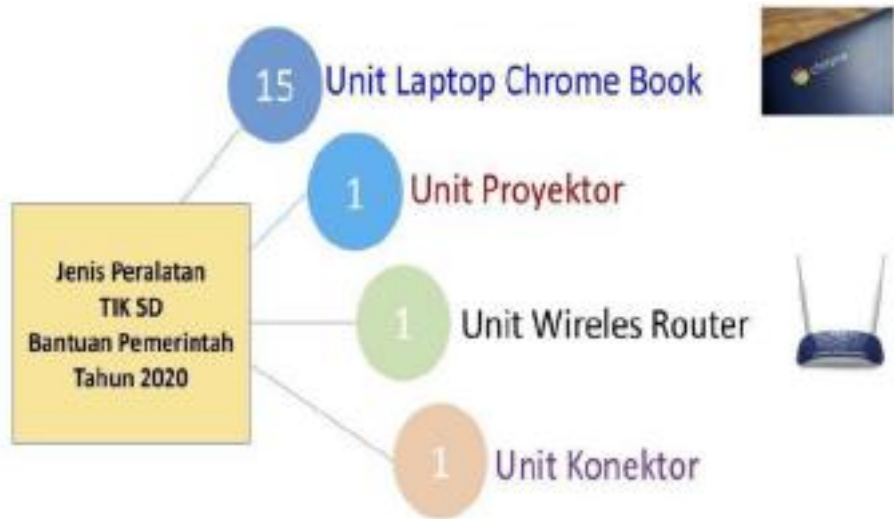 15 Unit Laptop Chrome Book
chrome
1 Unit Proyektor
Jenis Peralatan
TIK SD
Bantuan Pemerintah
Tahun 2020
1 Unit Wireles Router
1 Unit Konektor